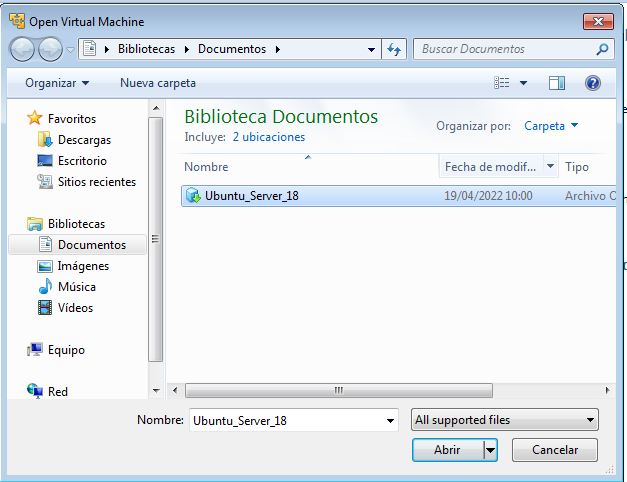 Open Virtual Machine
Bibliotecas Documentos Buscar Documentos
Organizar Nueva carpeta
Favoritos
Descargas
Escritorio
Sitios recientes
Bibliotecas
Documentos
Imágenes
Música
Vídeos
Equipo
Red
Biblioteca Documentos
Incluye: 2 ubicaciones
Organizar por: Carpeta
Nombre Fecha de modif... Tipo
Ubuntu_Server_18 19/04/2022 10:00 Archivo O
Nombre: Ubuntu_Server_18 All supported files
Abrir Cancelar